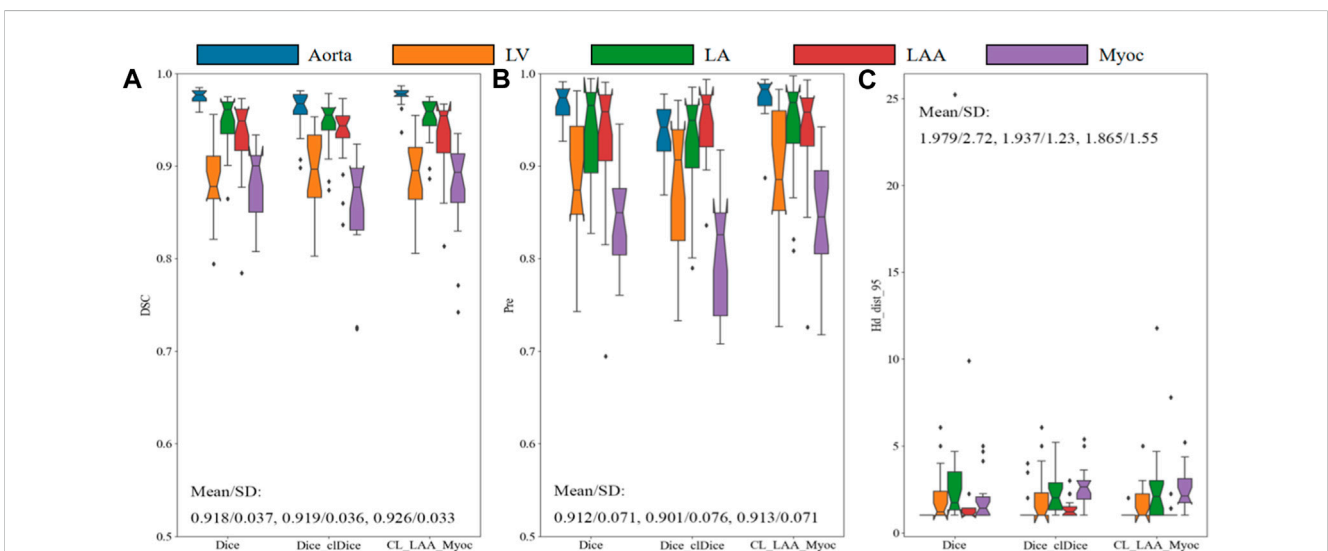 Aorta LV LA LAA Myoc
A
1.0
0.9
0.8
0.7
0.6
0.5
DSC
Mean/SD:
0.918/0.037, 0.919/0.036, 0.926/0.033
Dice Dice_clDice CL_LAA_Myoc
B
1.0
0.9
0.8
0.7
0.6
0.5
Pre
Mean/SD:
0.912/0.071, 0.901/0.076, 0.913/0.071
Dice Dice_clDice CL_LAA_Myoc
C
25
20
15
10
5
0
Hd_dist_95
Mean/SD:
1.979/2.72, 1.937/1.23, 1.865/1.55
Dice Dice_clDice CL_LAA_Myoc